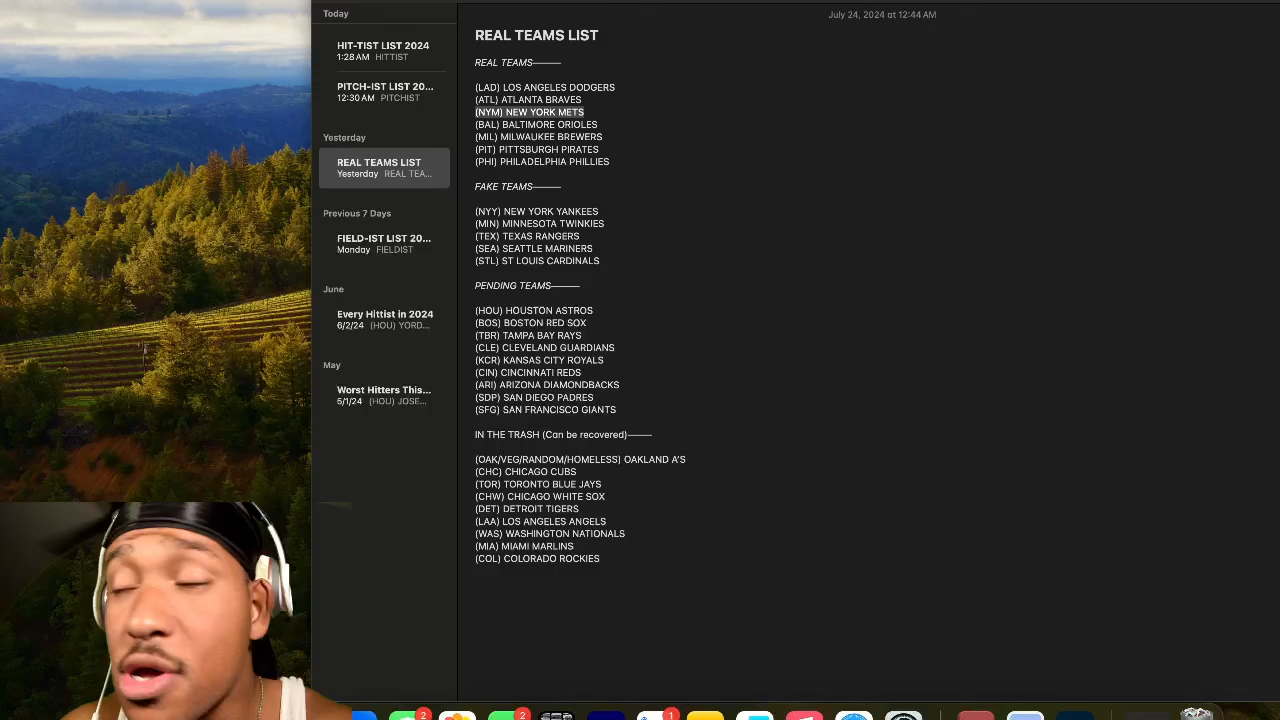 Today
HIT-TIST LIST 2024
1:28 AM HITTIST
PITCH-IST LIST 20...
12:30 AM PITCHIST
Yesterday
REAL TEAMS LIST
Yesterday REAL TEA...
Previous 7 Days
FIELD-IST LIST 20...
Monday FIELDIST
June
Every Hittist in 2024
6/2/24 (HOU) YORD...
May
Worst Hitters This...
5/1/24 (HOU) JOSE...
July 24, 2024 at 12:44 AM
REAL TEAMS LIST
REAL TEAMS———
(LAD) LOS ANGELES DODGERS
(ATL) ATLANTA BRAVES
(NYM) NEW YORK METS
(BAL) BALTIMORE ORIOLES
(MIL) MILWAUKEE BREWERS
(PIT) PITTSBURGH PIRATES
(PHI) PHILADELPHIA PHILLIES
FAKE TEAMS———
(NYY) NEW YORK YANKEES
(MIN) MINNESOTA TWINKIES
(TEX) TEXAS RANGERS
(SEA) SEATTLE MARINERS
(STL) ST LOUIS CARDINALS
PENDING TEAMS———
(HOU) HOUSTON ASTROS
(BOS) BOSTON RED SOX
(TBR) TAMPA BAY RAYS
(CLE) CLEVELAND GUARDIANS
(KCR) KANSAS CITY ROYALS
(CIN) CINCINNATI REDS
(ARI) ARIZONA DIAMONDBACKS
(SDP) SAN DIEGO PADRES
(SFG) SAN FRANCISCO GIANTS
IN THE TRASH (Can be recovered)———
(OAK/VEG/RANDOM/HOMELESS) OAKLAND A'S
(CHC) CHICAGO CUBS
(TOR) TORONTO BLUE JAYS
(CHW) CHICAGO WHITE SOX
(DET) DETROIT TIGERS
(LAA) LOS ANGELES ANGELS
(WAS) WASHINGTON NATIONALS
(MIA) MIAMI MARLINS
(COL) COLORADO ROCKIES
2
2
1